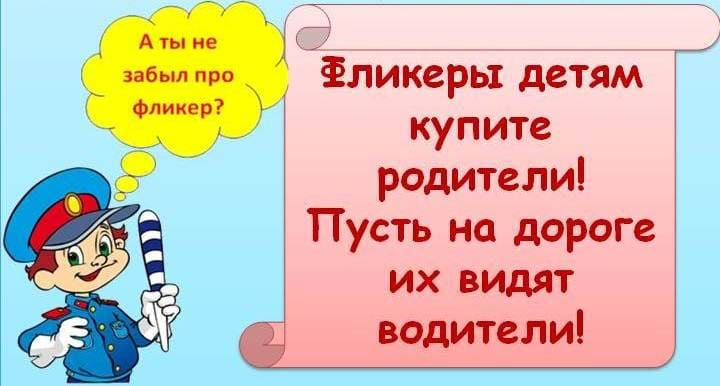 А ты не
забыл про
фликер?
Фликеры детям
купите
родители!
Пусть на дороге
их видят
водители!